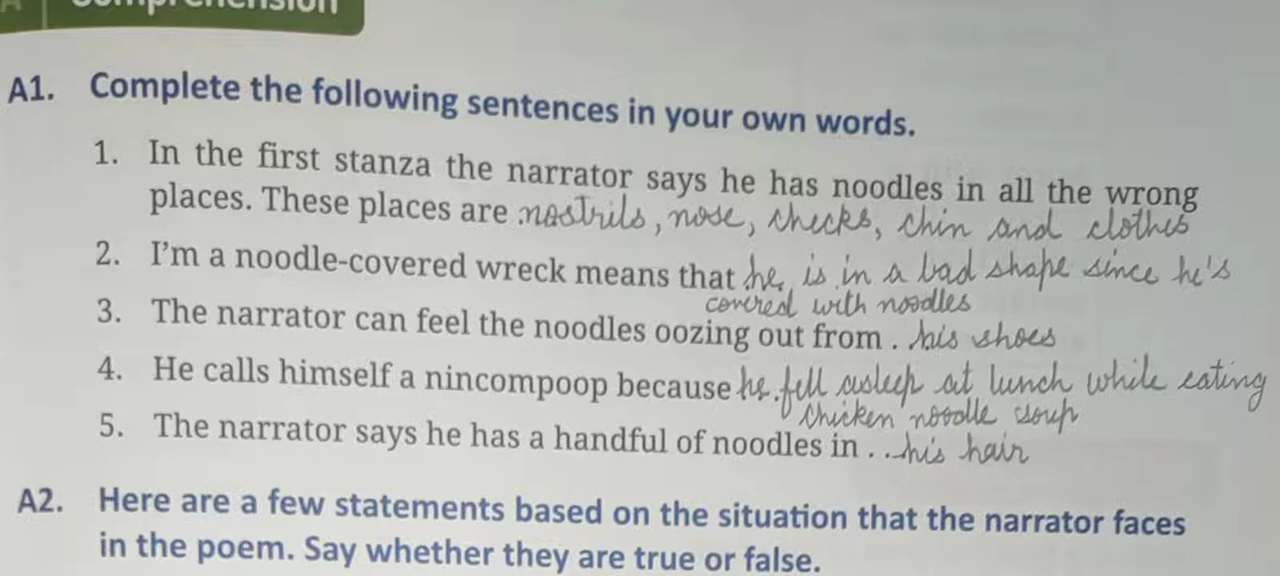 Comprehension
A1. Complete the following sentences in your own words.
1. In the first stanza the narrator says he has noodles in all the wrong
places. These places are nostrils, nose, checks, chin and clothes
2. I'm a noodle-covered wreck means that he is in a bad shape since he's
covered with noodles
3. The narrator can feel the noodles oozing out from . his shoes
4. He calls himself a nincompoop because he fell asleep at lunch while eating
chicken noodle soup
5. The narrator says he has a handful of noodles in . . his hair
A2. Here are a few statements based on the situation that the narrator faces
in the poem. Say whether they are true or false.